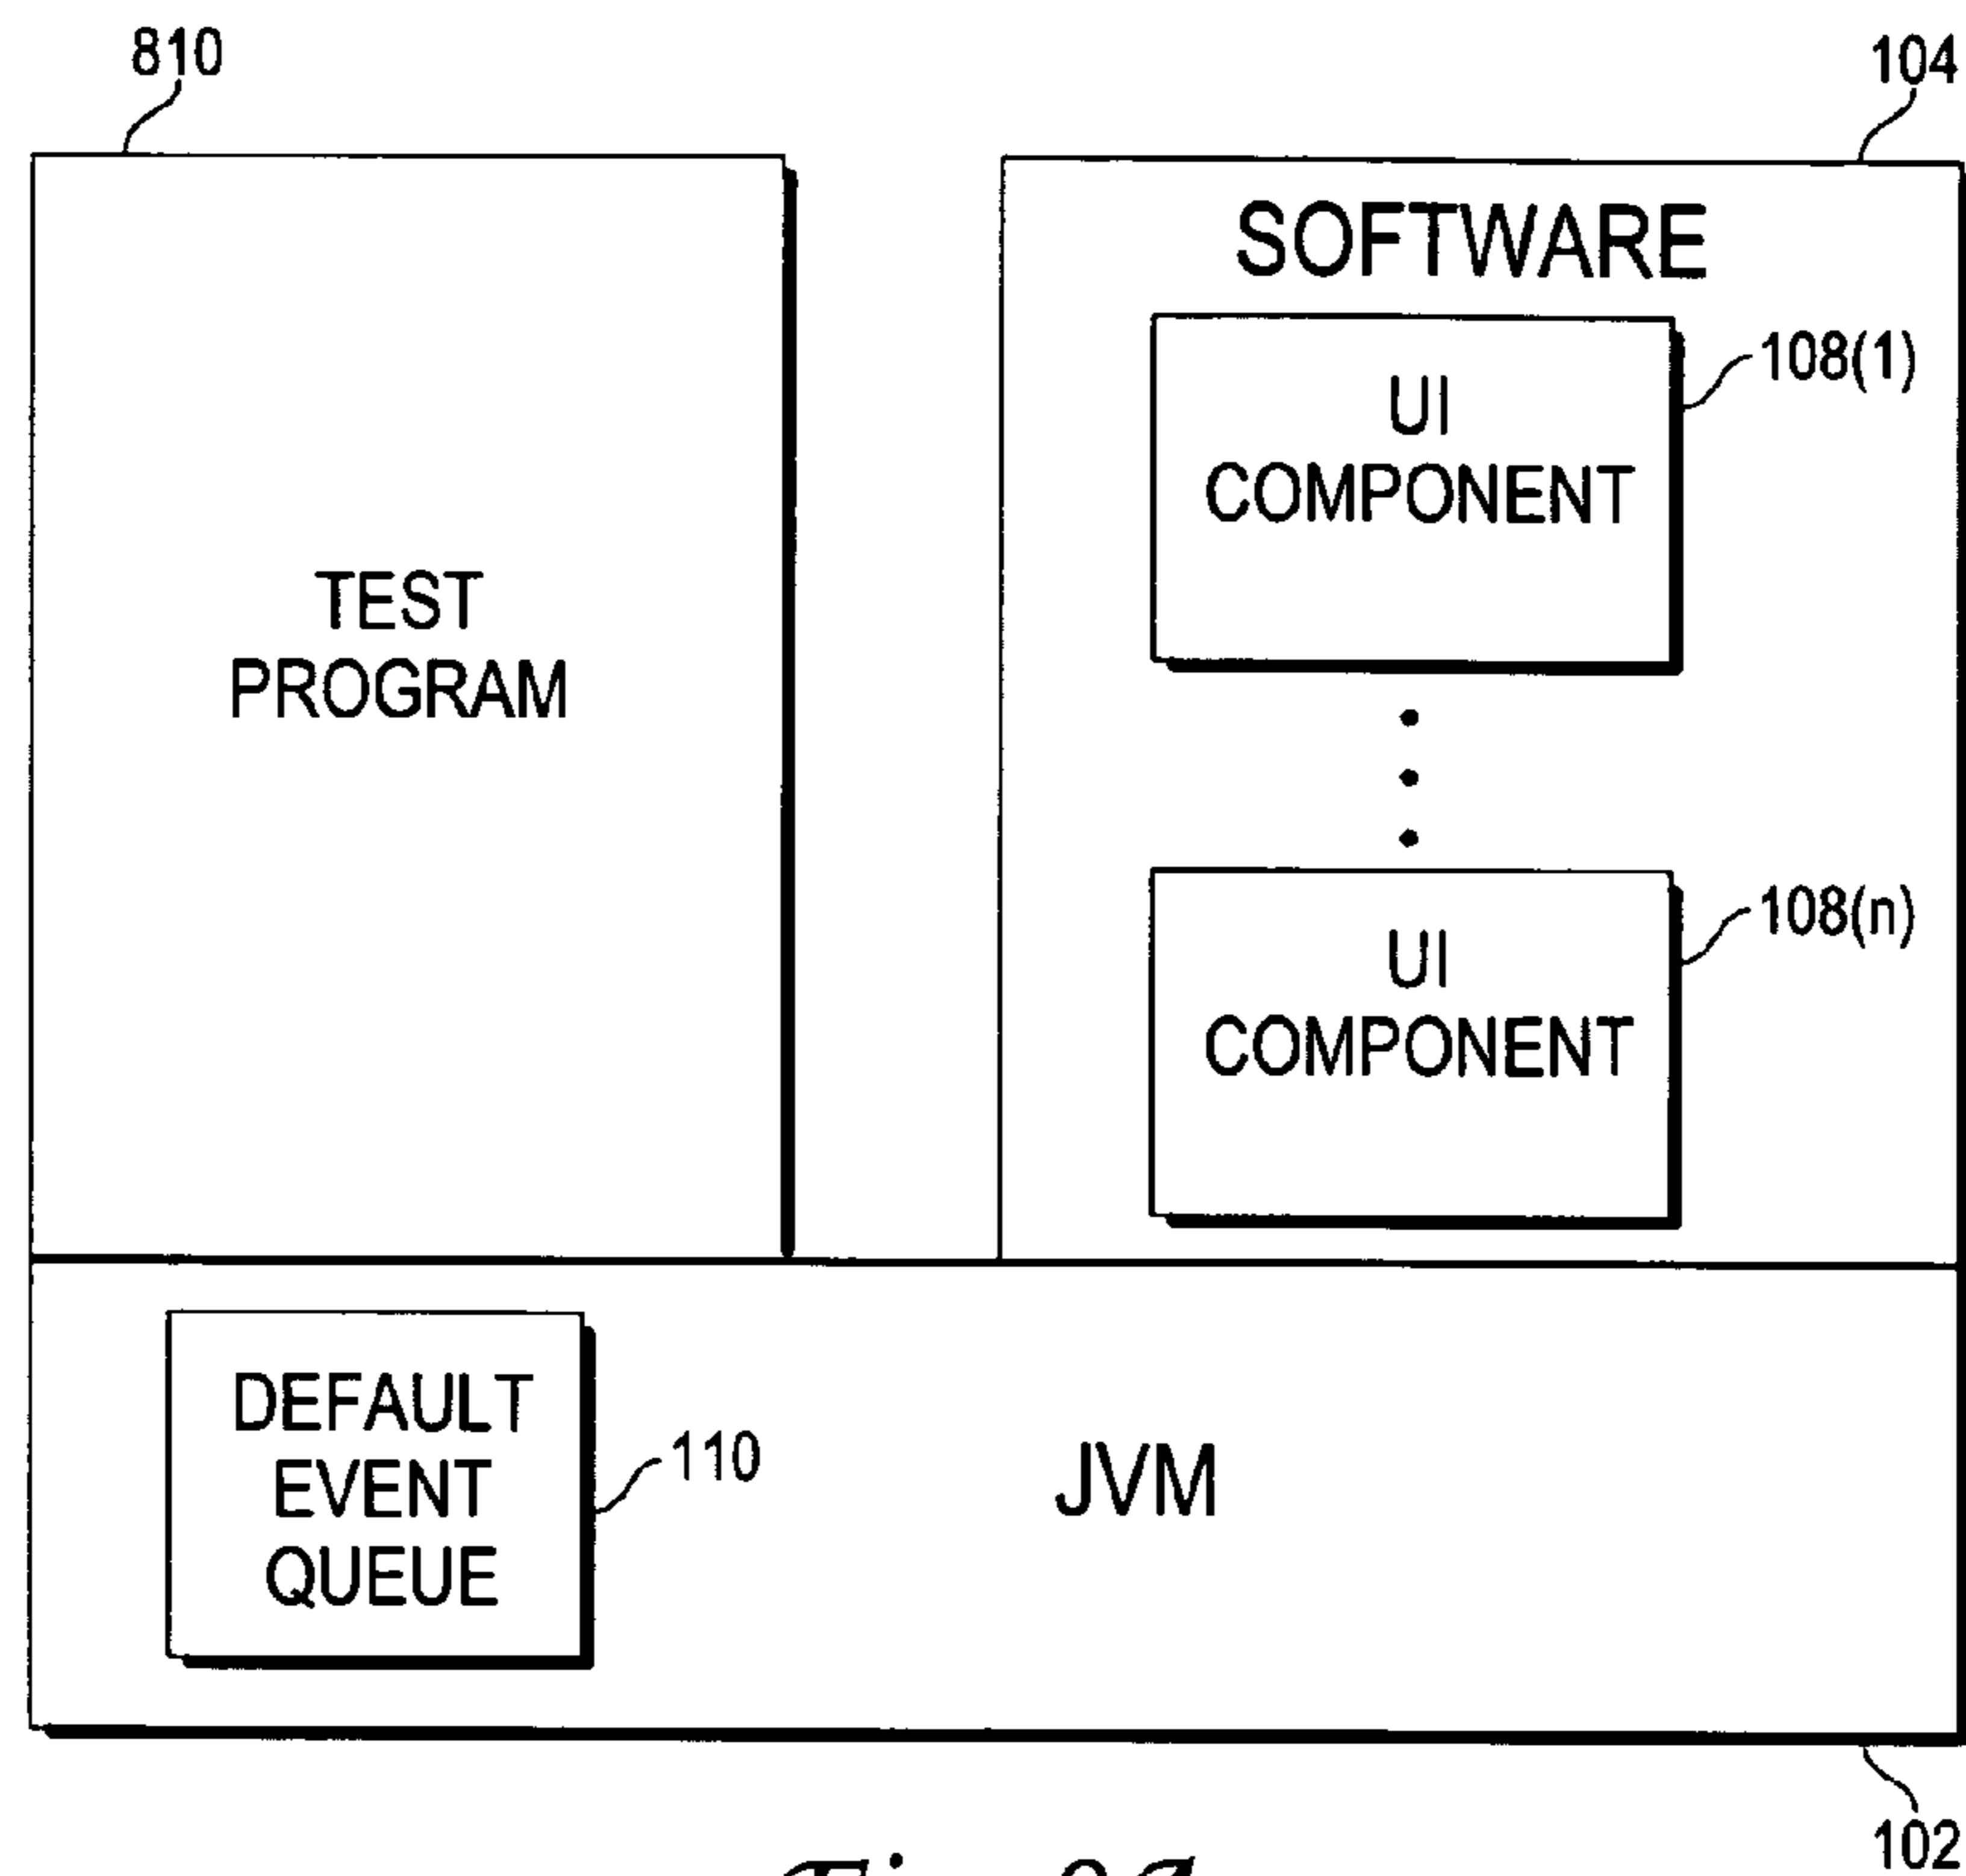 810
104
SOFTWARE
UI
COMPONENT
108(1)
TEST
PROGRAM
UI
COMPONENT
108(n)
DEFAULT
EVENT
QUEUE
110
JVM
102